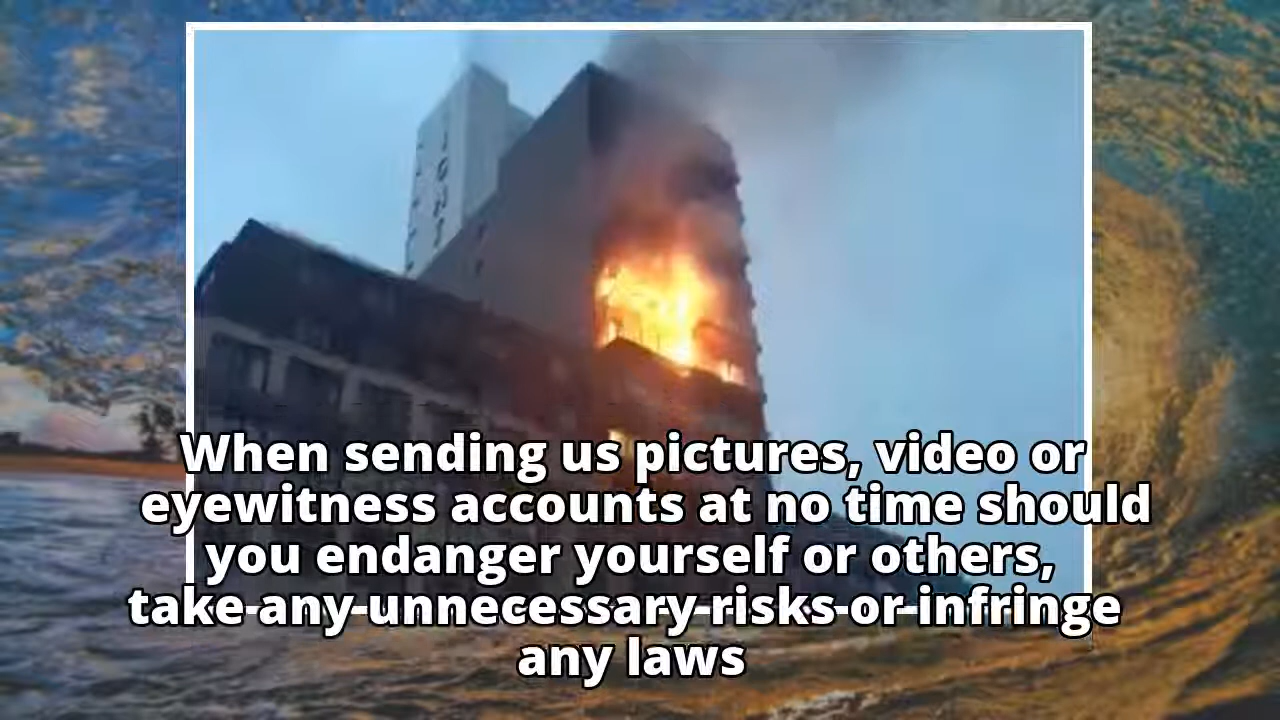 When sending us pictures, video or
eyewitness accounts at no time should
you endanger yourself or others,
take any unnecessary risks or infringe
any laws